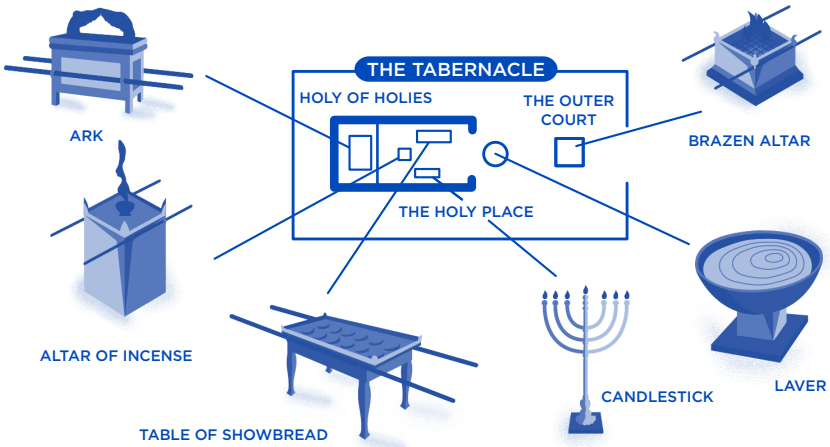 THE TABERNACLE
HOLY OF HOLIES
THE OUTER
COURT
ARK
BRAZEN ALTAR
THE HOLY PLACE
ALTAR OF INCENSE
CANDLESTICK
LAVER
TABLE OF SHOWBREAD